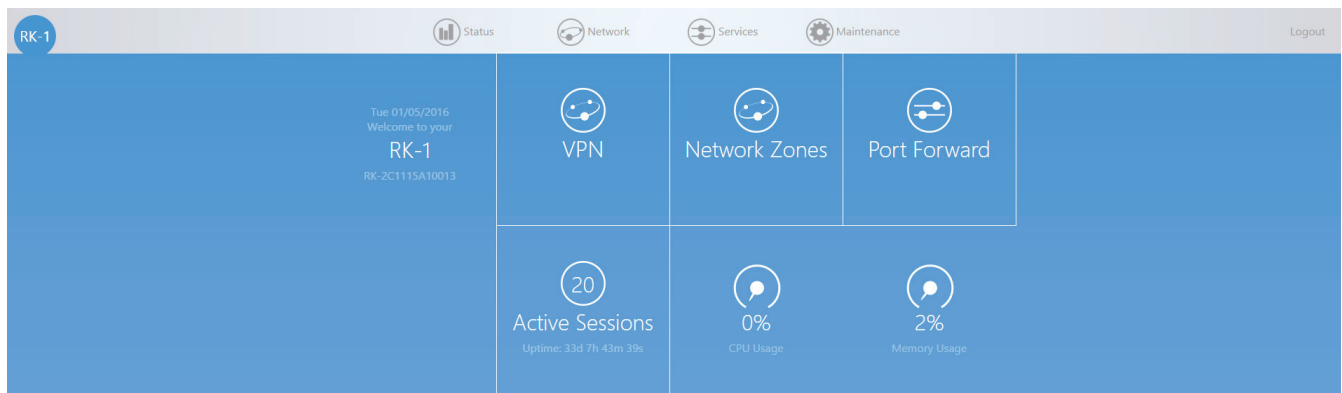 RK-1
Status
Network
Services
Maintenance
Logout
Tue 01/05/2016
Welcome to your
RK-1
RK-2C1115A10013
VPN
Network Zones
Port Forward
20
Active Sessions
Uptime: 33d 7h 43m 39s
0%
CPU Usage
2%
Memory Usage